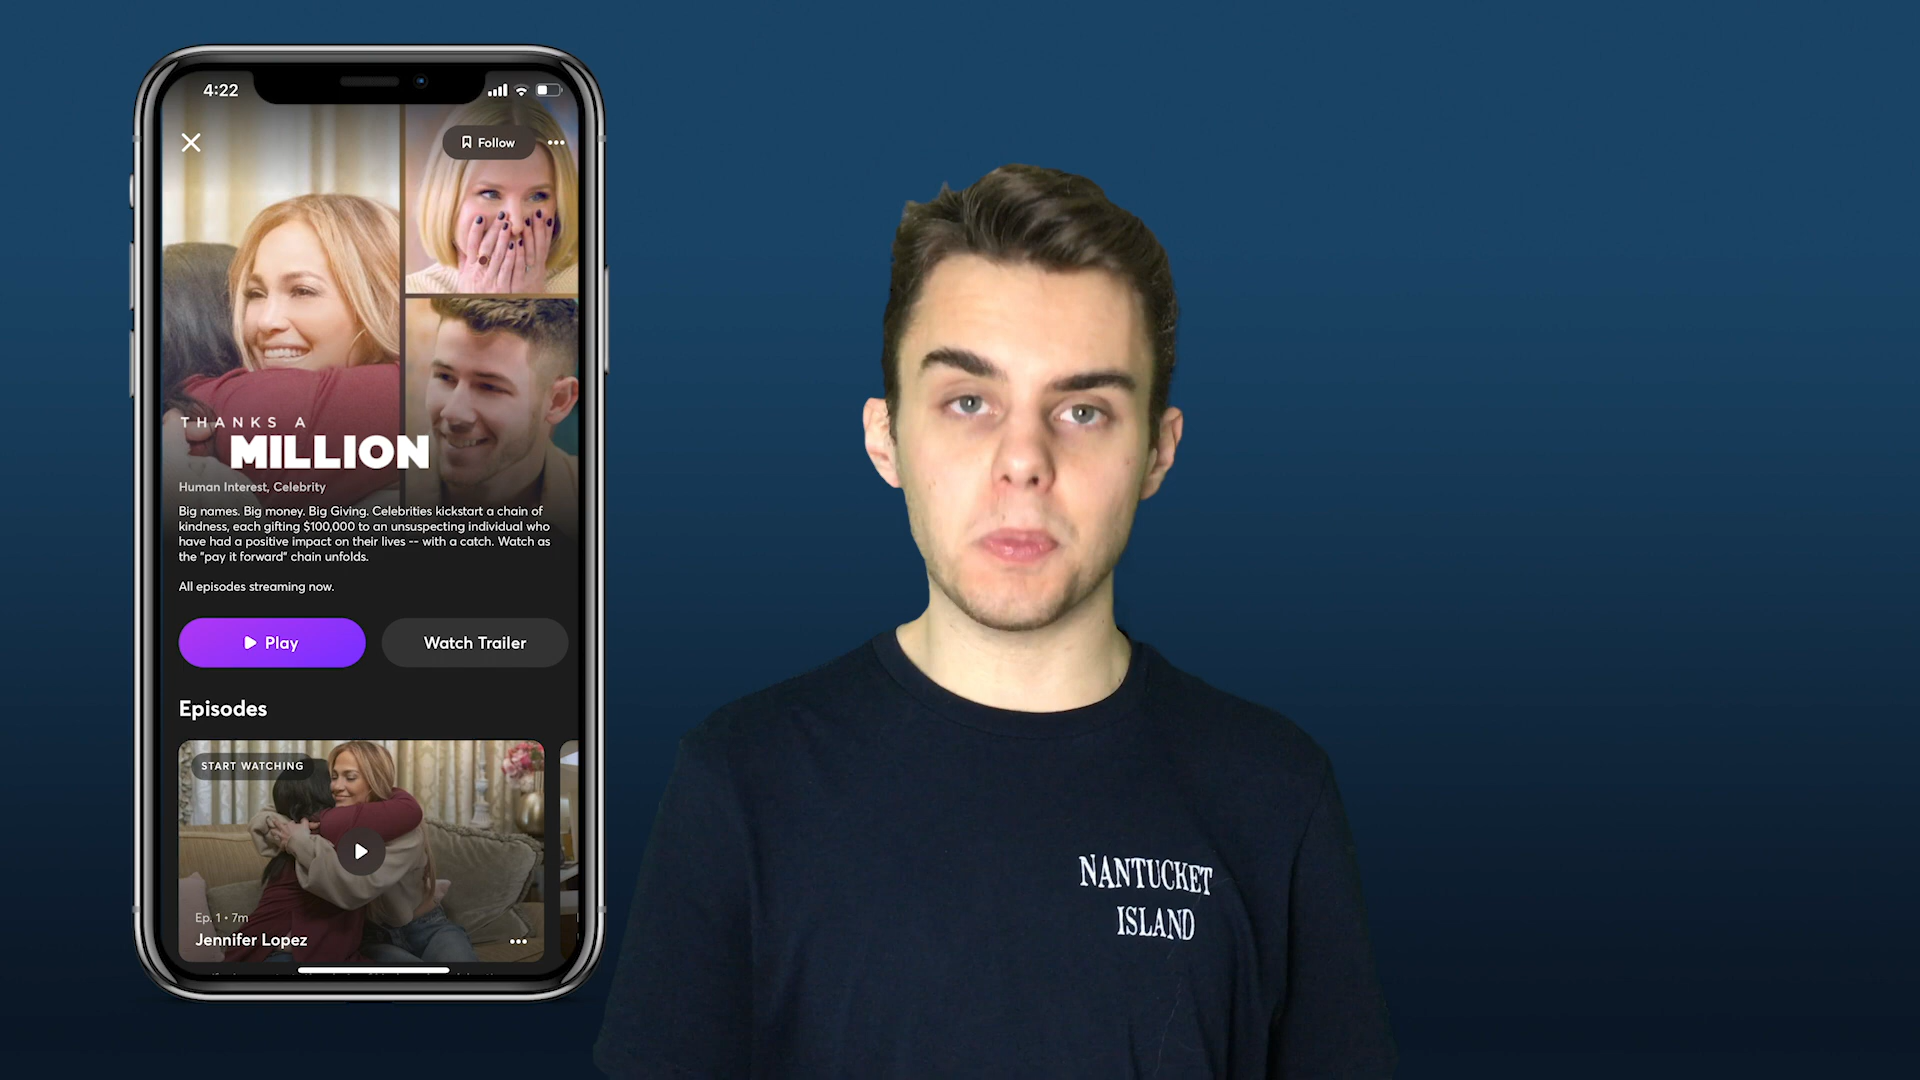 4:22
Follow
THANKS A
MILLION
Human Interest, Celebrity
Big names. Big money. Big Giving. Celebrities kickstart a chain of
kindness, each gifting $100,000 to an unsuspecting individual who
have had a positive impact on their lives -- with a catch. Watch as
the "pay it forward" chain unfolds.
All episodes streaming now.
Play
Watch Trailer
Episodes
START WATCHING
Ep. 1 • 7m
Jennifer Lopez
NANTUCKET
ISLAND